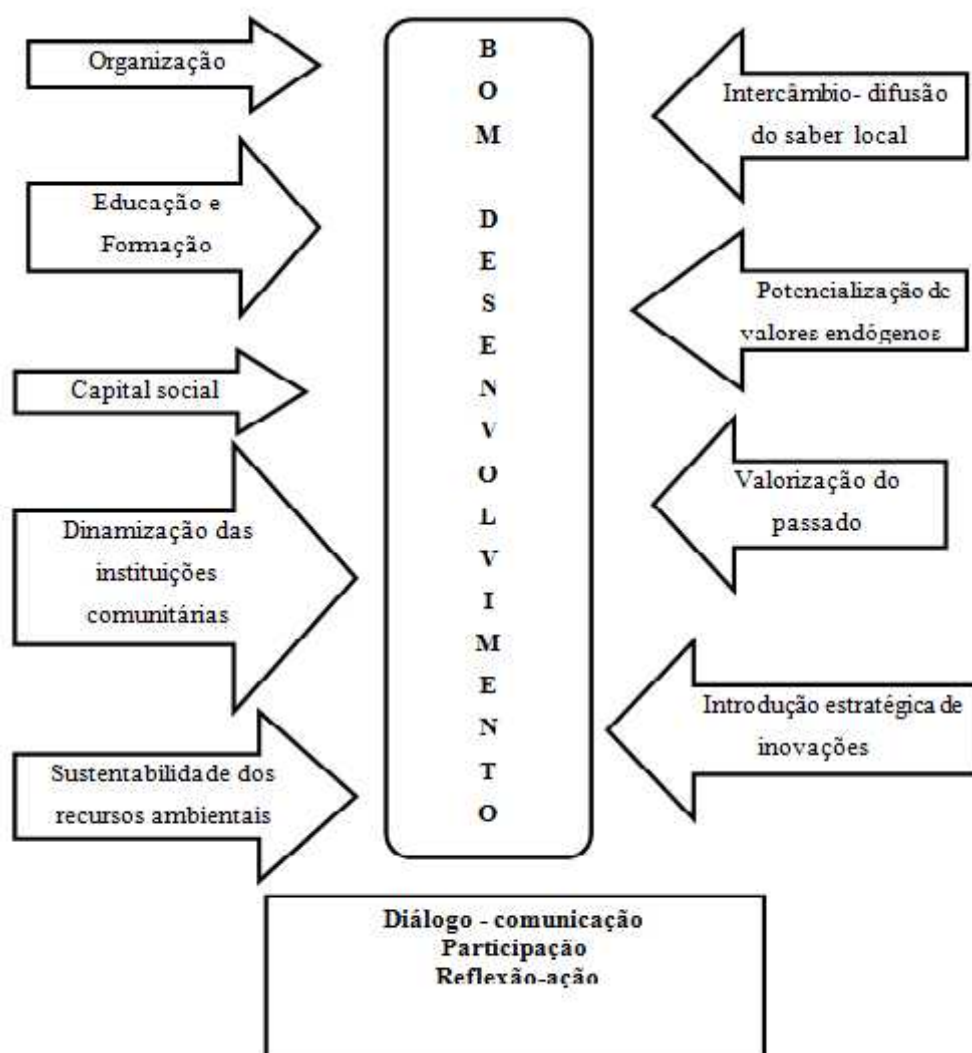 Organização
Educação e
Formação
Capital social
Dinamização das
instituições
comunitárias
Sustentabilidade dos
recursos ambientais
B
O
M
D
E
S
E
N
V
O
L
V
I
M
E
N
T
O
Intercâmbio- difusão
do saber local
Potencialização de
valores endógenos
Valorização do
passado
Introdução estratégica de
inovações
Diálogo - comunicação
Participação
Reflexão-ação